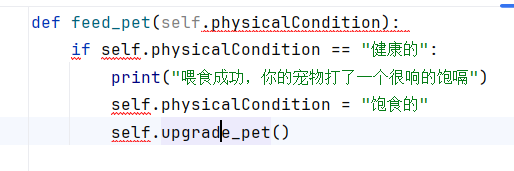 def feed_pet(self.physicalCondition):
if self.physicalCondition == "健康的":
print("喂食成功，你的宠物打了一个很响的饱嗝")
self.physicalCondition = "饱食的"
self.upgrade_pet()